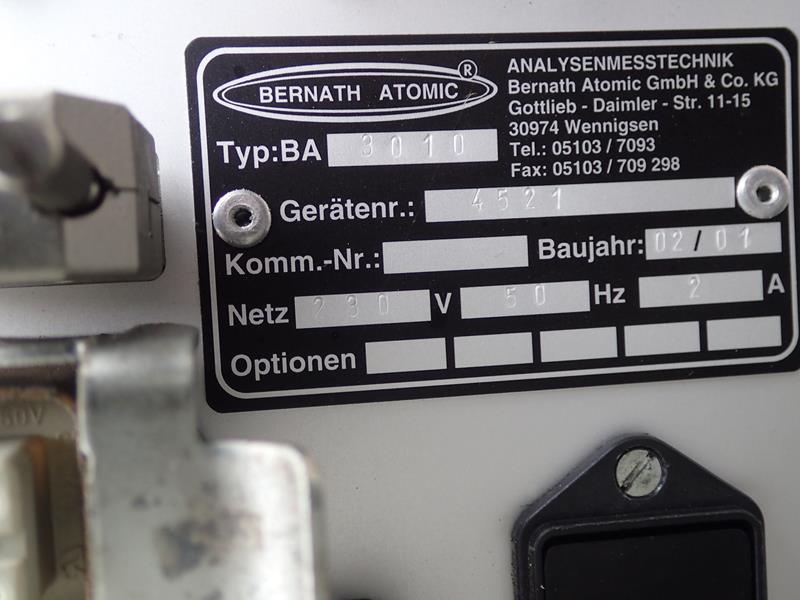 BERNATH ATOMIC ®
ANALYSENMESSTECHNIK
Bernath Atomic GmbH & Co. KG
Gottlieb - Daimler - Str. 11-15
30974 Wennigsen
Tel.: 05103 / 7093
Fax: 05103 / 709 298
Typ:BA 3010
Gerätenr.: 4521
Komm.-Nr.: Baujahr: 02/01
Netz 230 V 50 Hz 2 A
Optionen